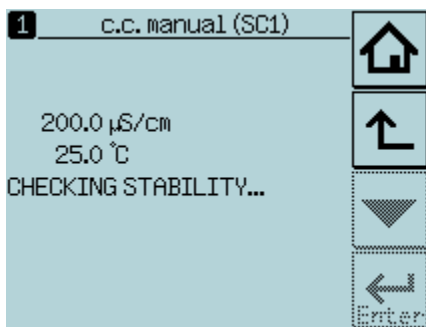 1 c.c. manual (SC1)
200.0 µS/cm
25.0 °C
CHECKING STABILITY...
Enter